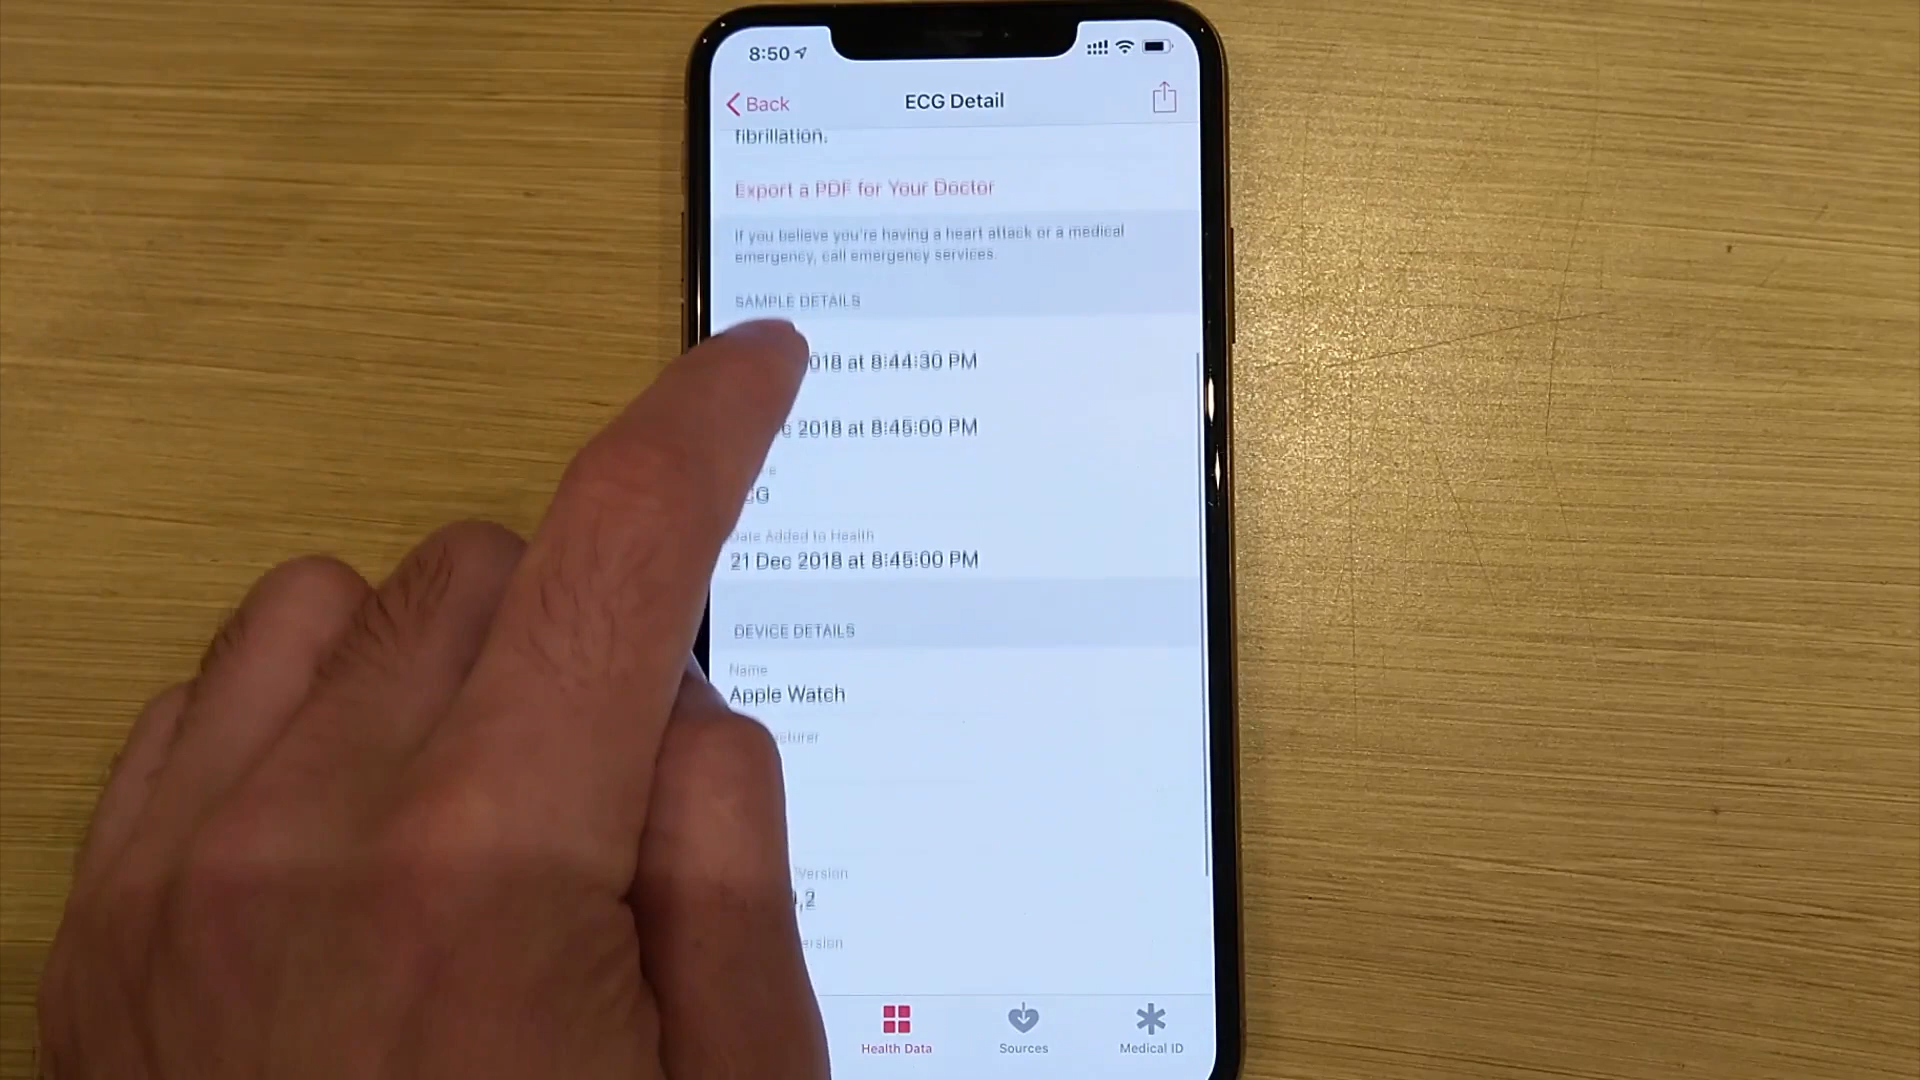 8:50
Back
ECG Detail
fibrillation.
Export a PDF for Your Doctor
If you believe you're having a heart attack or a medical
emergency, call emergency services.
SAMPLE DETAILS
018 at 8:44:30 PM
2018 at 8:45:00 PM
Date Added to Health
21 Dec 2018 at 8:45:00 PM
DEVICE DETAILS
Name
Apple Watch
cturer
Version
,2
ersion
Health Data
Sources
Medical ID